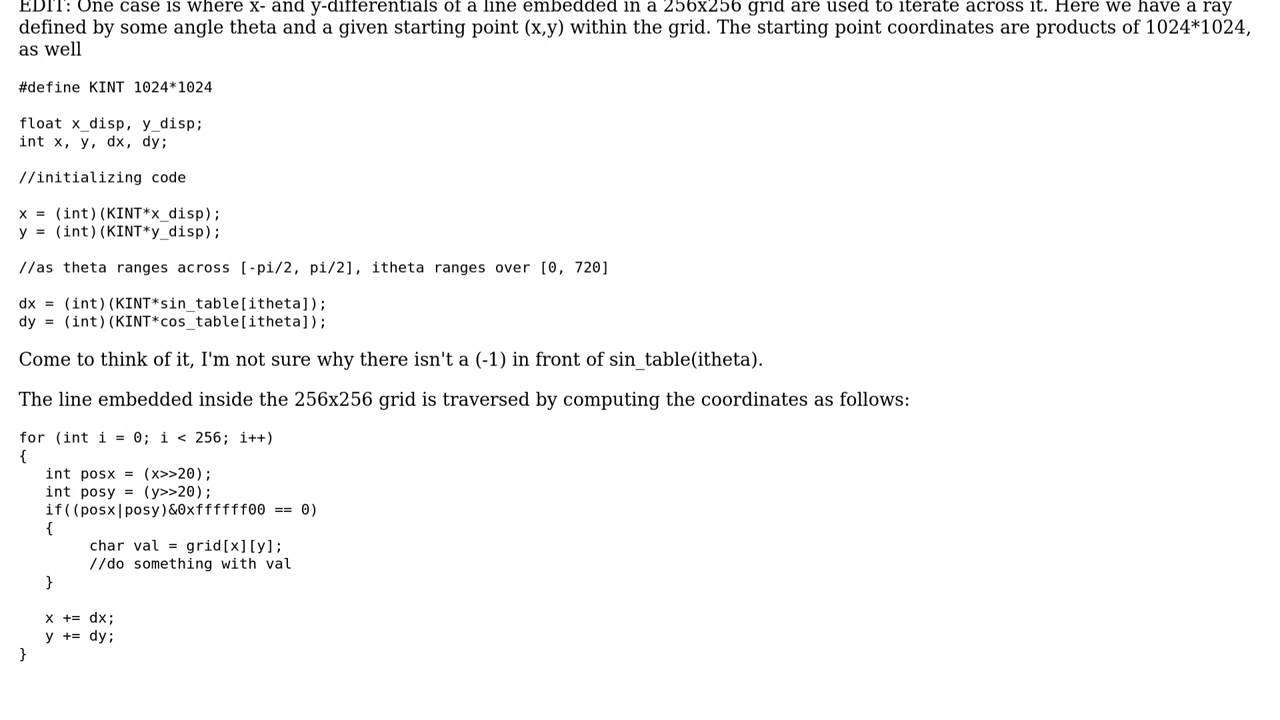 EDIT: One case is where x- and y-differentials of a line embedded in a 256x256 grid are used to iterate across it. Here we have a ray
defined by some angle theta and a given starting point (x,y) within the grid. The starting point coordinates are products of 1024*1024,
as well
#define KINT 1024*1024
float x_disp, y_disp;
int x, y, dx, dy;
//initializing code
x = (int)(KINT*x_disp);
y = (int)(KINT*y_disp);
//as theta ranges across [-pi/2, pi/2], itheta ranges over [0, 720]
dx = (int)(KINT*sin_table[itheta]);
dy = (int)(KINT*cos_table[itheta]);
Come to think of it, I'm not sure why there isn't a (-1) in front of sin_table(itheta).
The line embedded inside the 256x256 grid is traversed by computing the coordinates as follows:
for (int i = 0; i < 256; i++)
{
   int posx = (x>>20);
   int posy = (y>>20);
   if((posx|posy)&0xffffff00 == 0)
   {
        char val = grid[x][y];
        //do something with val
   }
   x += dx;
   y += dy;
}